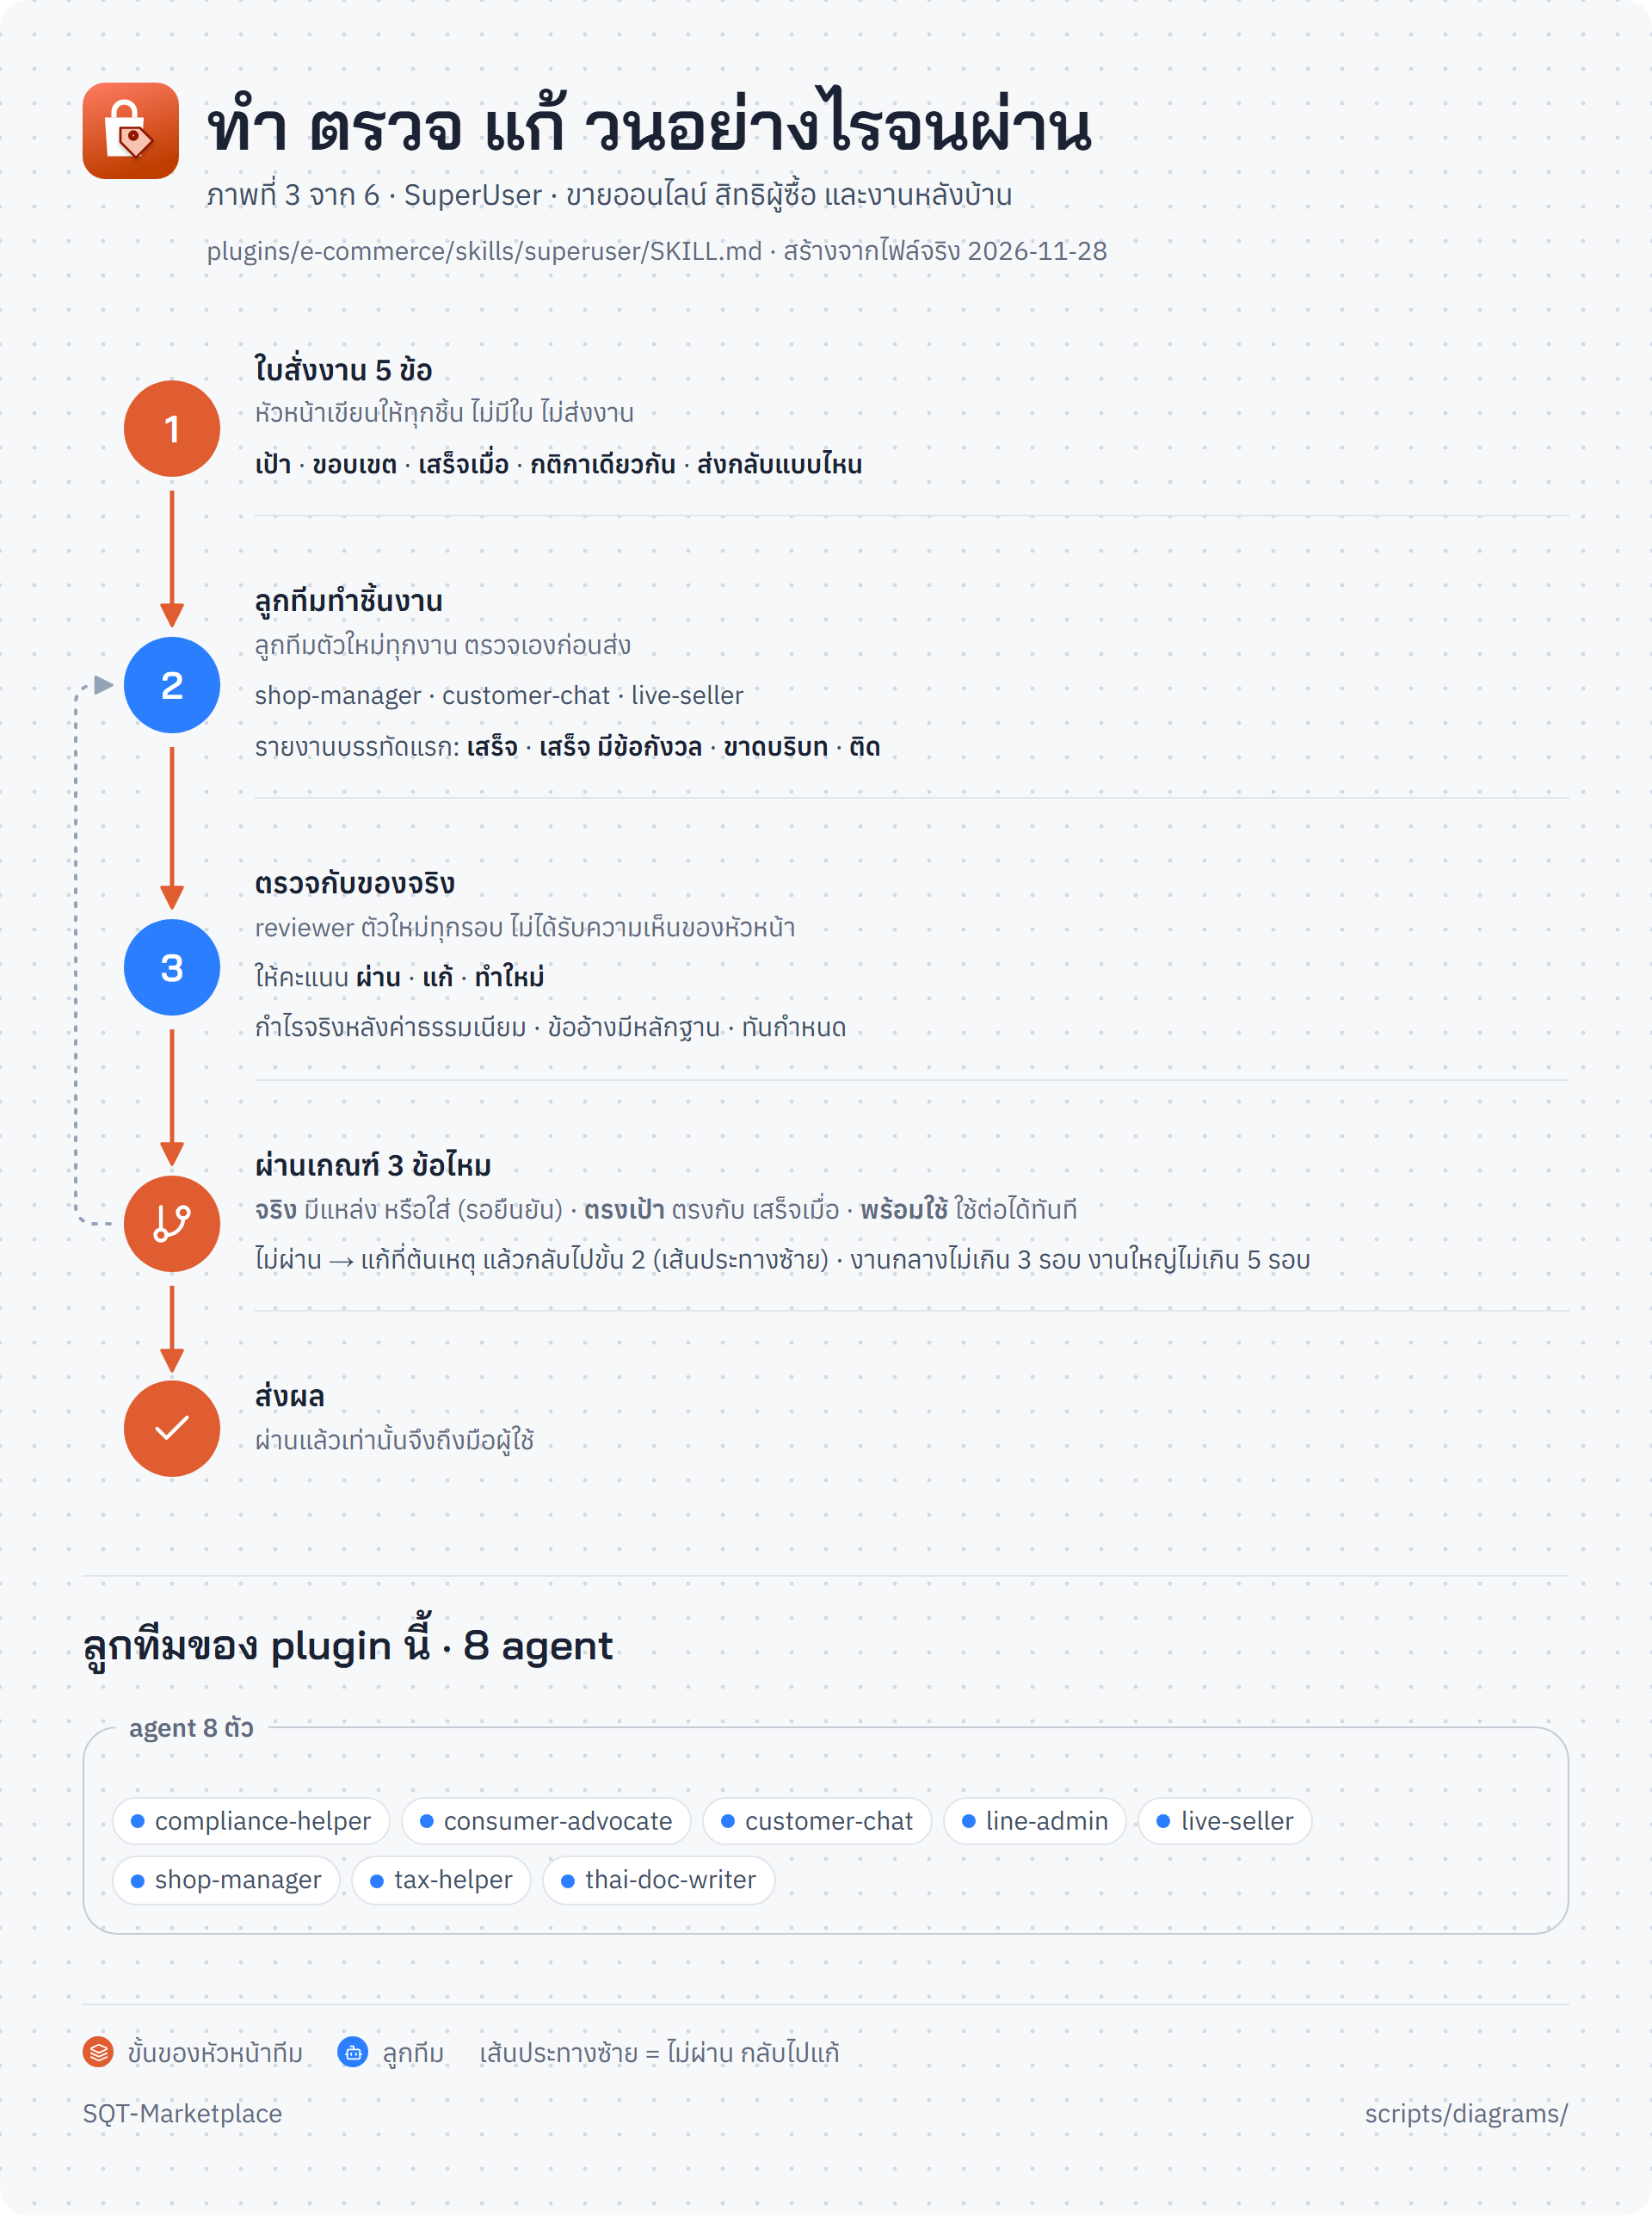 ทำ ตรวจ แก้ วนอย่างไรจนผ่าน
ภาพที่ 3 จาก 6 · SuperUser · ขายออนไลน์ สิทธิผู้ซื้อ และงานหลังบ้าน
plugins/e-commerce/skills/superuser/SKILL.md · สร้างจากไฟล์จริง 2026-11-28
1
ใบสั่งงาน 5 ข้อ
หัวหน้าเขียนให้ทุกชิ้น ไม่มีใบ ไม่ส่งงาน
เป้า · ขอบเขต · เสร็จเมื่อ · กติกาเดียวกัน · ส่งกลับแบบไหน
2
ลูกทีมทำชิ้นงาน
ลูกทีมตัวใหม่ทุกงาน ตรวจเองก่อนส่ง
shop-manager · customer-chat · live-seller
รายงานบรรทัดแรก: เสร็จ · เสร็จ มีข้อกังวล · ขาดบริบท · ติด
3
ตรวจกับของจริง
reviewer ตัวใหม่ทุกรอบ ไม่ได้รับความเห็นของหัวหน้า
ให้คะแนน ผ่าน · แก้ · ทำใหม่
กำไรจริงหลังค่าธรรมเนียม · ข้ออ้างมีหลักฐาน · ทันกำหนด
ผ่านเกณฑ์ 3 ข้อไหม
จริง มีแหล่ง หรือใส่ (รอยืนยัน) · ตรงเป้า ตรงกับ เสร็จเมื่อ · พร้อมใช้ ใช้ต่อได้ทันที
ไม่ผ่าน → แก้ที่ต้นเหตุ แล้วกลับไปขั้น 2 (เส้นประทางซ้าย) · งานกลางไม่เกิน 3 รอบ งานใหญ่ไม่เกิน 5 รอบ
ส่งผล
ผ่านแล้วเท่านั้นจึงถึงมือผู้ใช้
ลูกทีมของ plugin นี้ · 8 agent
agent 8 ตัว
compliance-helper
consumer-advocate
customer-chat
line-admin
live-seller
shop-manager
tax-helper
thai-doc-writer
ขั้นของหัวหน้าทีม
ลูกทีม
เส้นประทางซ้าย = ไม่ผ่าน กลับไปแก้
SQT-Marketplace
scripts/diagrams/